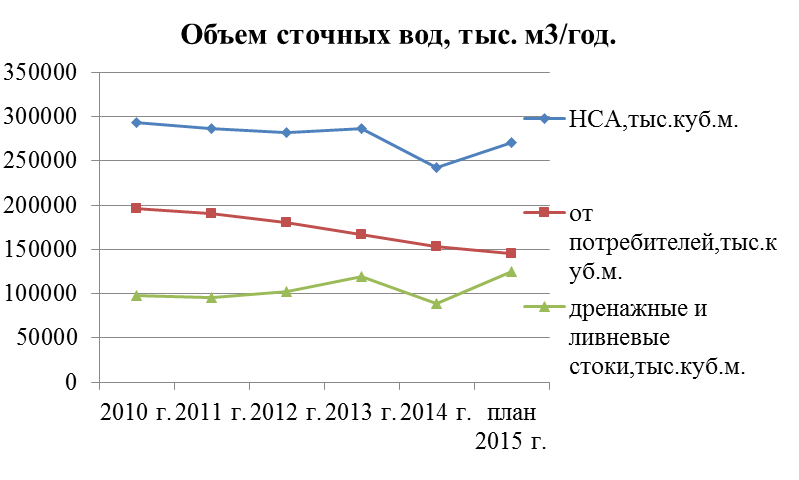 Объем сточных вод, тыс. м3/год.
350000
300000
250000
200000
150000
100000
50000
0
2010 г. 2011 г. 2012 г. 2013 г. 2014 г. план
2015 г.
НСА,тыс.куб.м.
от
потребителей,тыс.к
уб.м.
дренажные и
ливневые
стоки,тыс.куб.м.